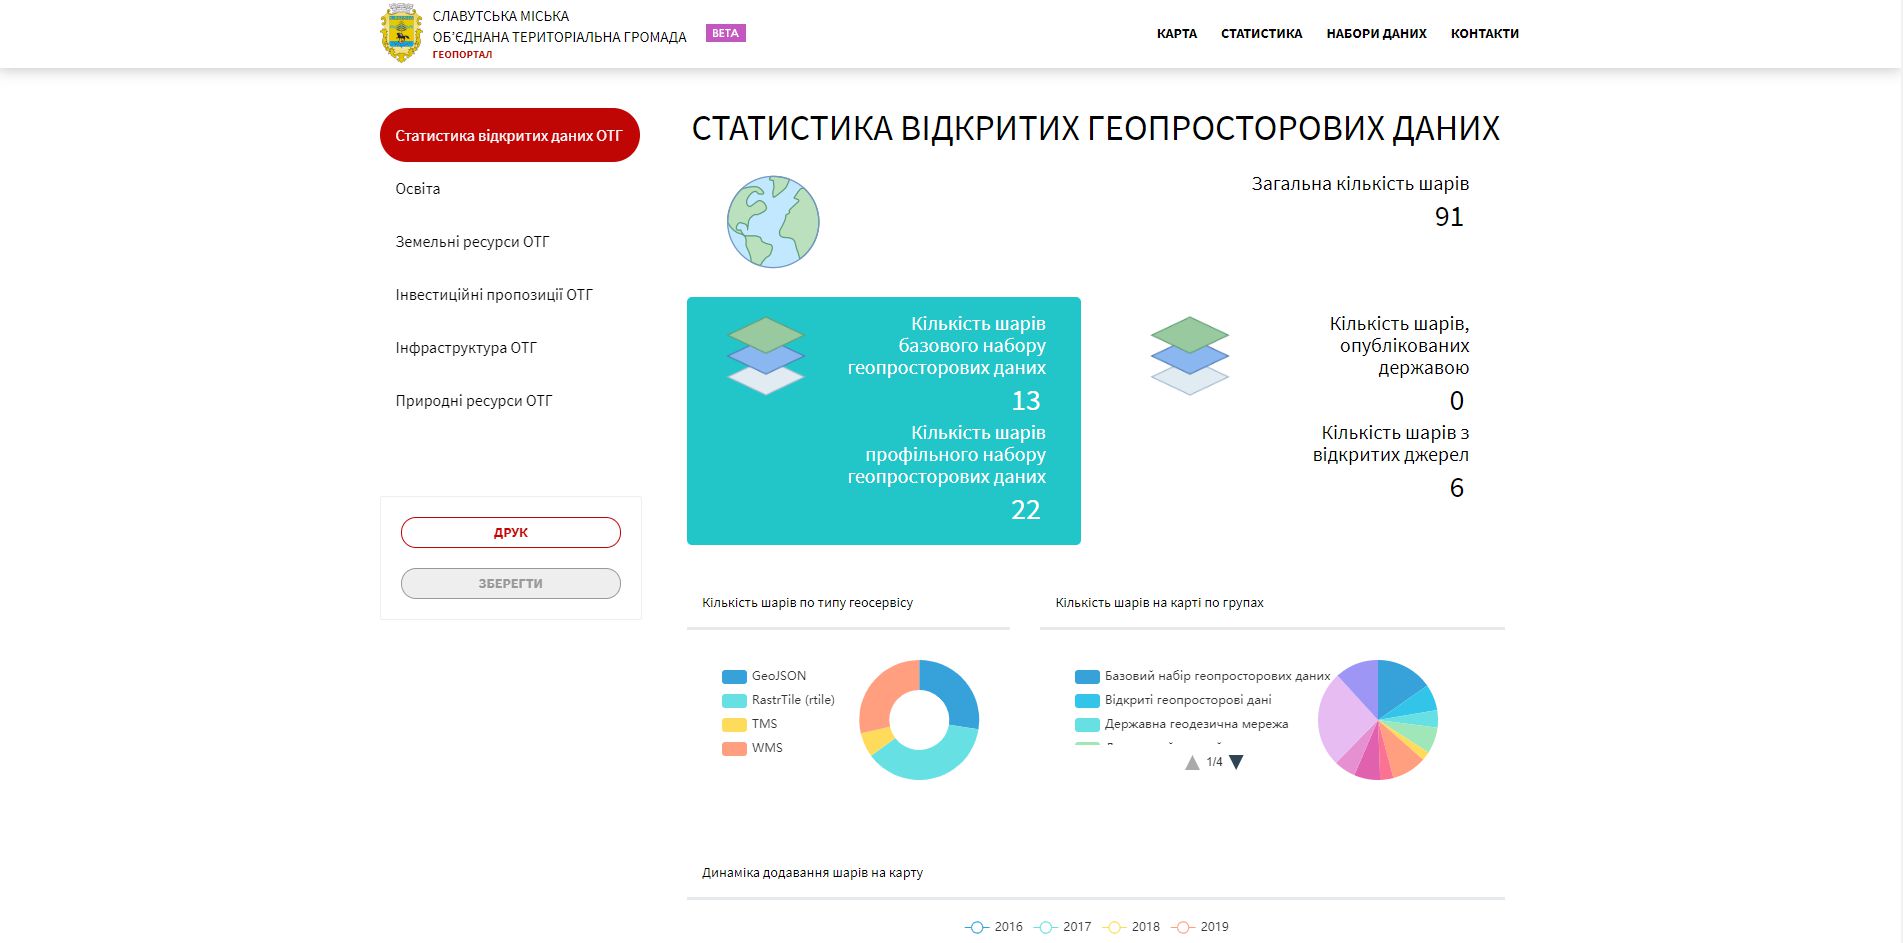 СЛАВУТСЬКА МІСЬКА
ОБ'ЄДНАНА ТЕРИТОРІАЛЬНА ГРОМАДА
ГЕОПОРТАЛ
BETA
КАРТА СТАТИСТИКА НАБОРИ ДАНИХ КОНТАКТИ
Статистика відкритих даних ОТГ
Освіта
Земельні ресурси ОТГ
Інвестиційні пропозиції ОТГ
Інфраструктура ОТГ
Природні ресурси ОТГ
ДРУК
ЗБЕРЕГТИ
СТАТИСТИКА ВІДКРИТИХ ГЕОПРОСТОРОВИХ ДАНИХ
Загальна кількість шарів
91
Кількість шарів
базового набору
геопросторових даних
13
Кількість шарів
профільного набору
геопросторових даних
22
Кількість шарів,
опублікованих
державою
0
Кількість шарів з
відкритих джерел
6
Кількість шарів по типу геосервісу
GeoJSON
RastrTile (rtile)
TMS
WMS
Кількість шарів на карті по групах
Базовий набір геопросторових даних
Відкриті геопросторові дані
Державна геодезична мережа
1/4
Динаміка додавання шарів на карту
2016 2017 2018 2019